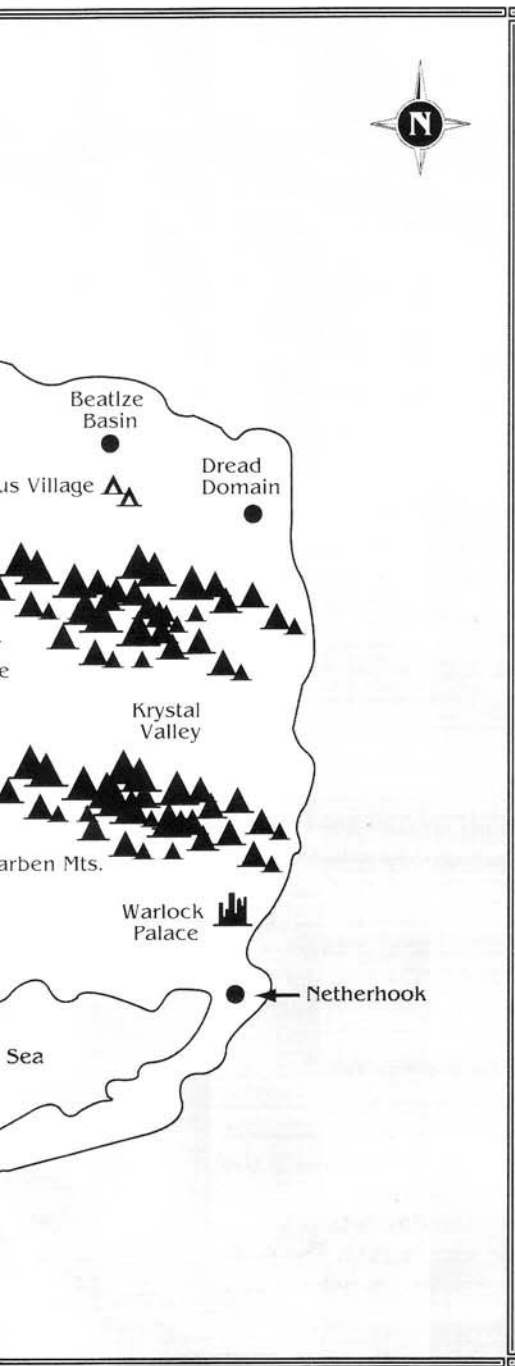 N
Beatlze
Basin
us Village
Dread
Domain
e
Krystal
Valley
arben Mts.
Warlock
Palace
Netherhook
Sea